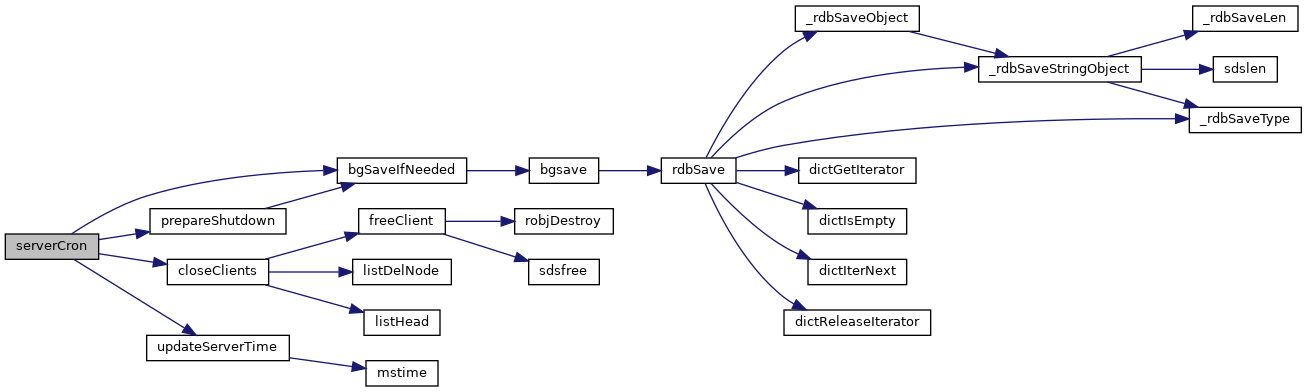 _rdbSaveObject
_rdbSaveLen
_rdbSaveStringObject
sdslen
_rdbSaveType
bgSaveIfNeeded
bgsave
rdbSave
dictGetIterator
prepareShutdown
freeClient
robjDestroy
dictIsEmpty
serverCron
closeClients
listDelNode
sdsfree
dictIterNext
listHead
dictReleaseIterator
updateServerTime
mstime